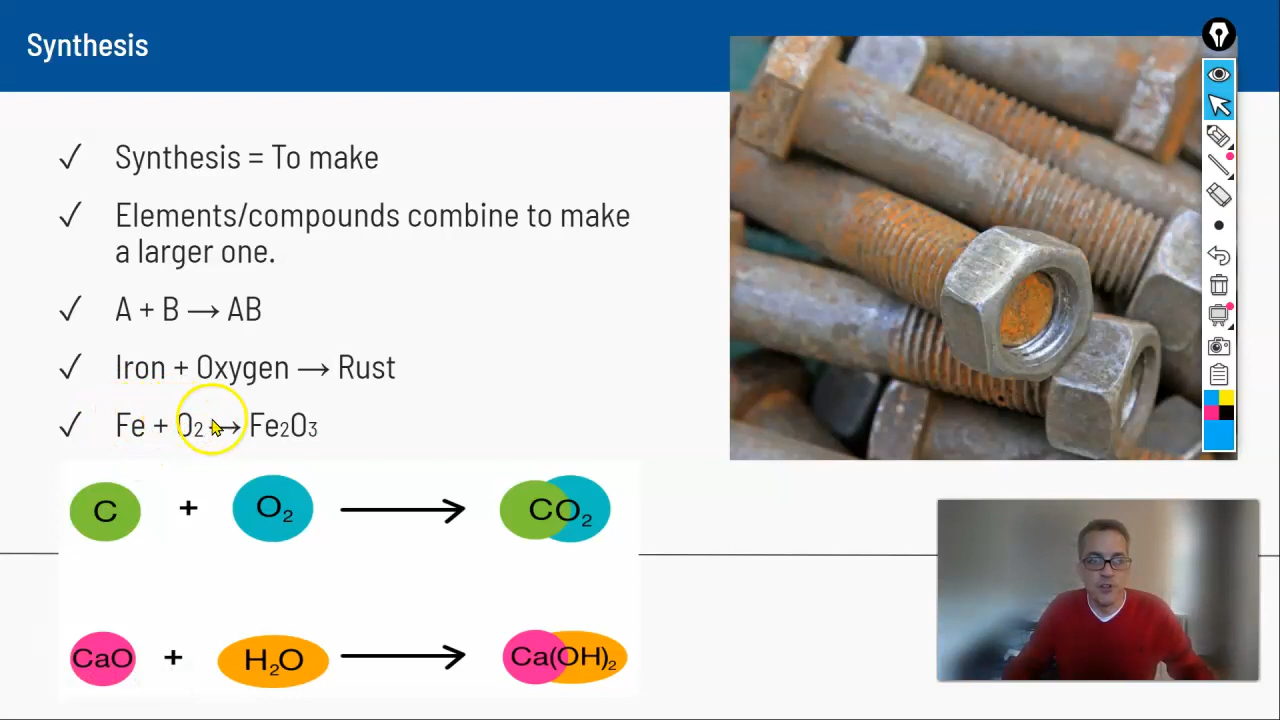 Synthesis
✓ Synthesis = To make
✓ Elements/compounds combine to make
a larger one.
✓ A + B → AB
✓ Iron + Oxygen → Rust
✓ Fe + O₂ → Fe₂O₃
C + O₂ → CO₂
CaO + H₂O → Ca(OH)₂